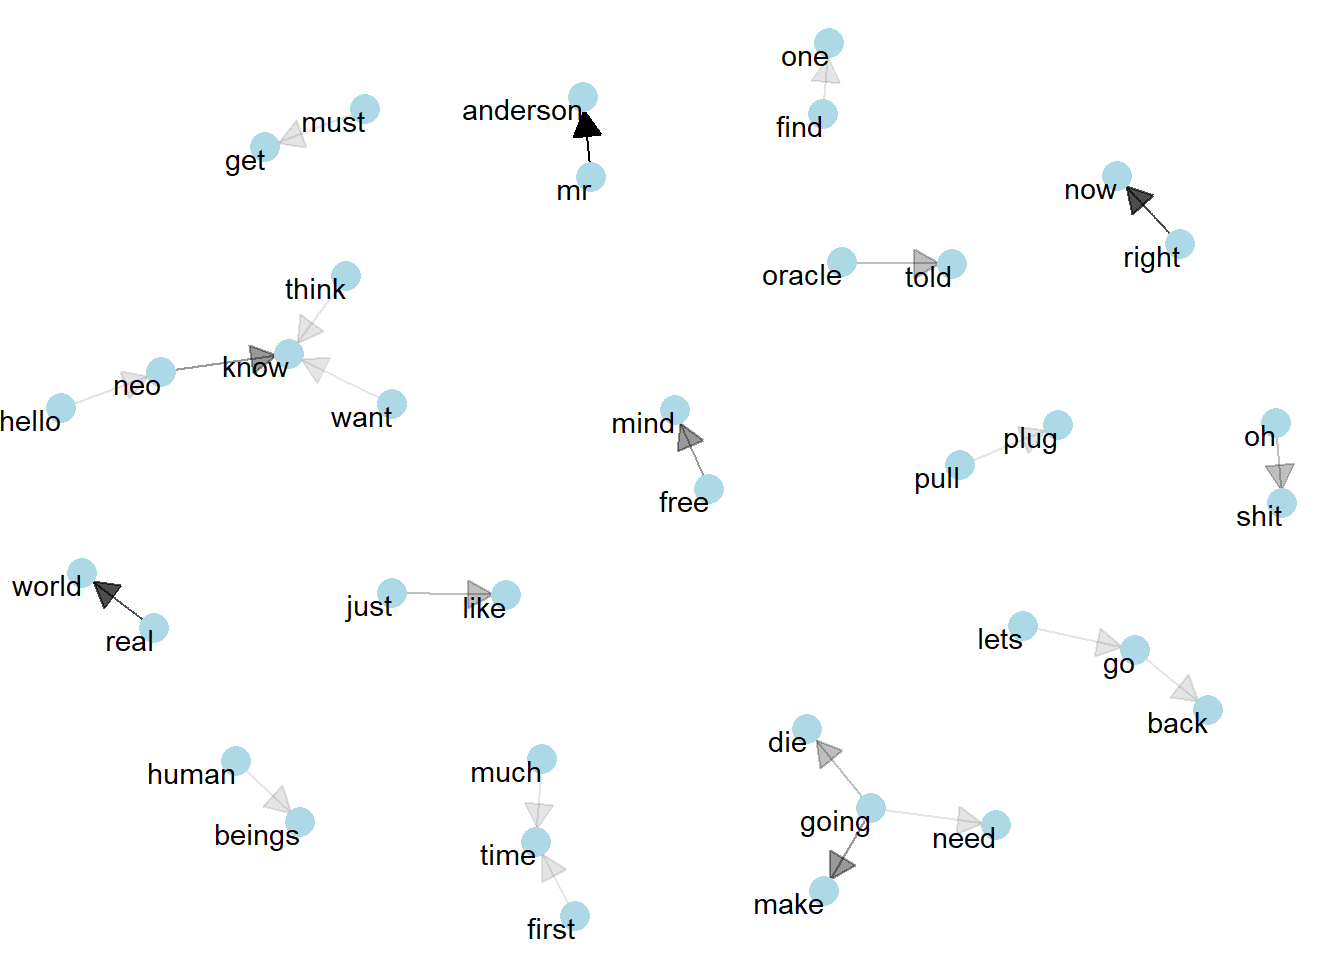 one
anderson
must
find
get
mr
now
right
oracle
told
think
know
neo
hello
want
mind
plug
oh
pull
free
shit
world
just
like
real
lets
go
back
die
human
much
going
beings
need
time
make
first